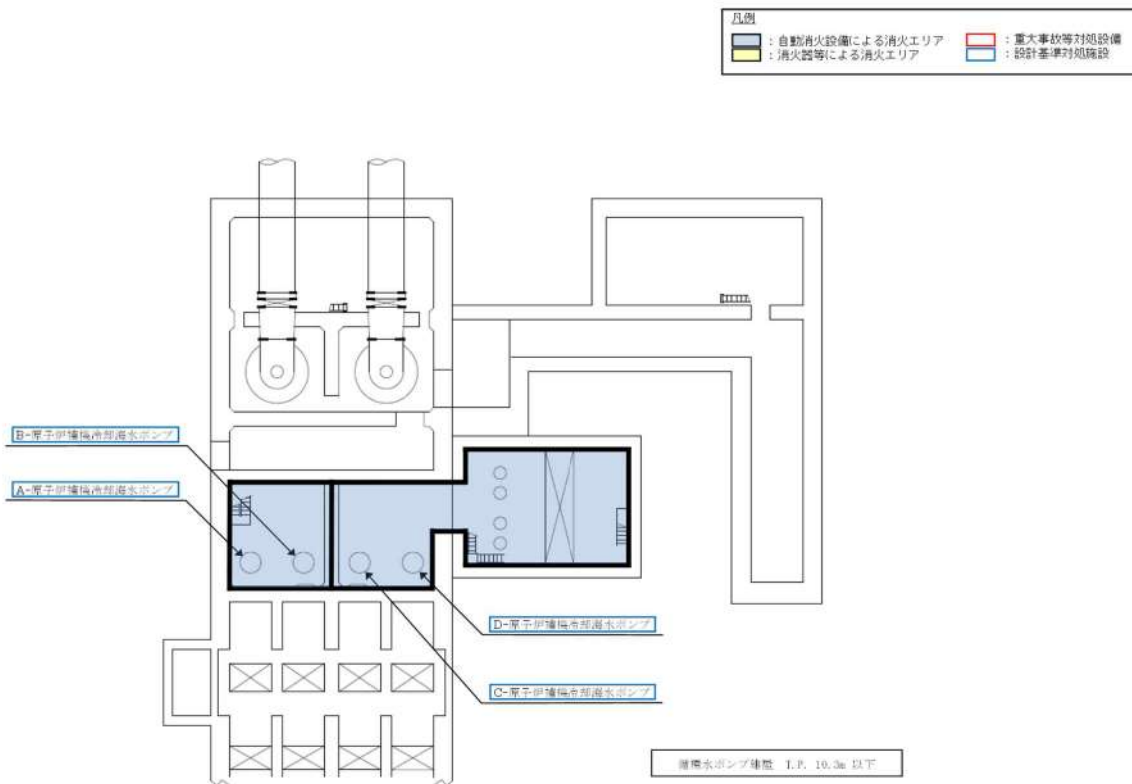 凡例
：自動消火設備による消火エリア
：重大事故等対処設備
：消火器等による消火エリア
：設計基準対処施設
B-原子炉補機冷却海水ポンプ
A-原子炉補機冷却海水ポンプ
D-原子炉補機冷却海水ポンプ
C-原子炉補機冷却海水ポンプ
循環水ポンプ建屋 T.P. 10.3m 以下